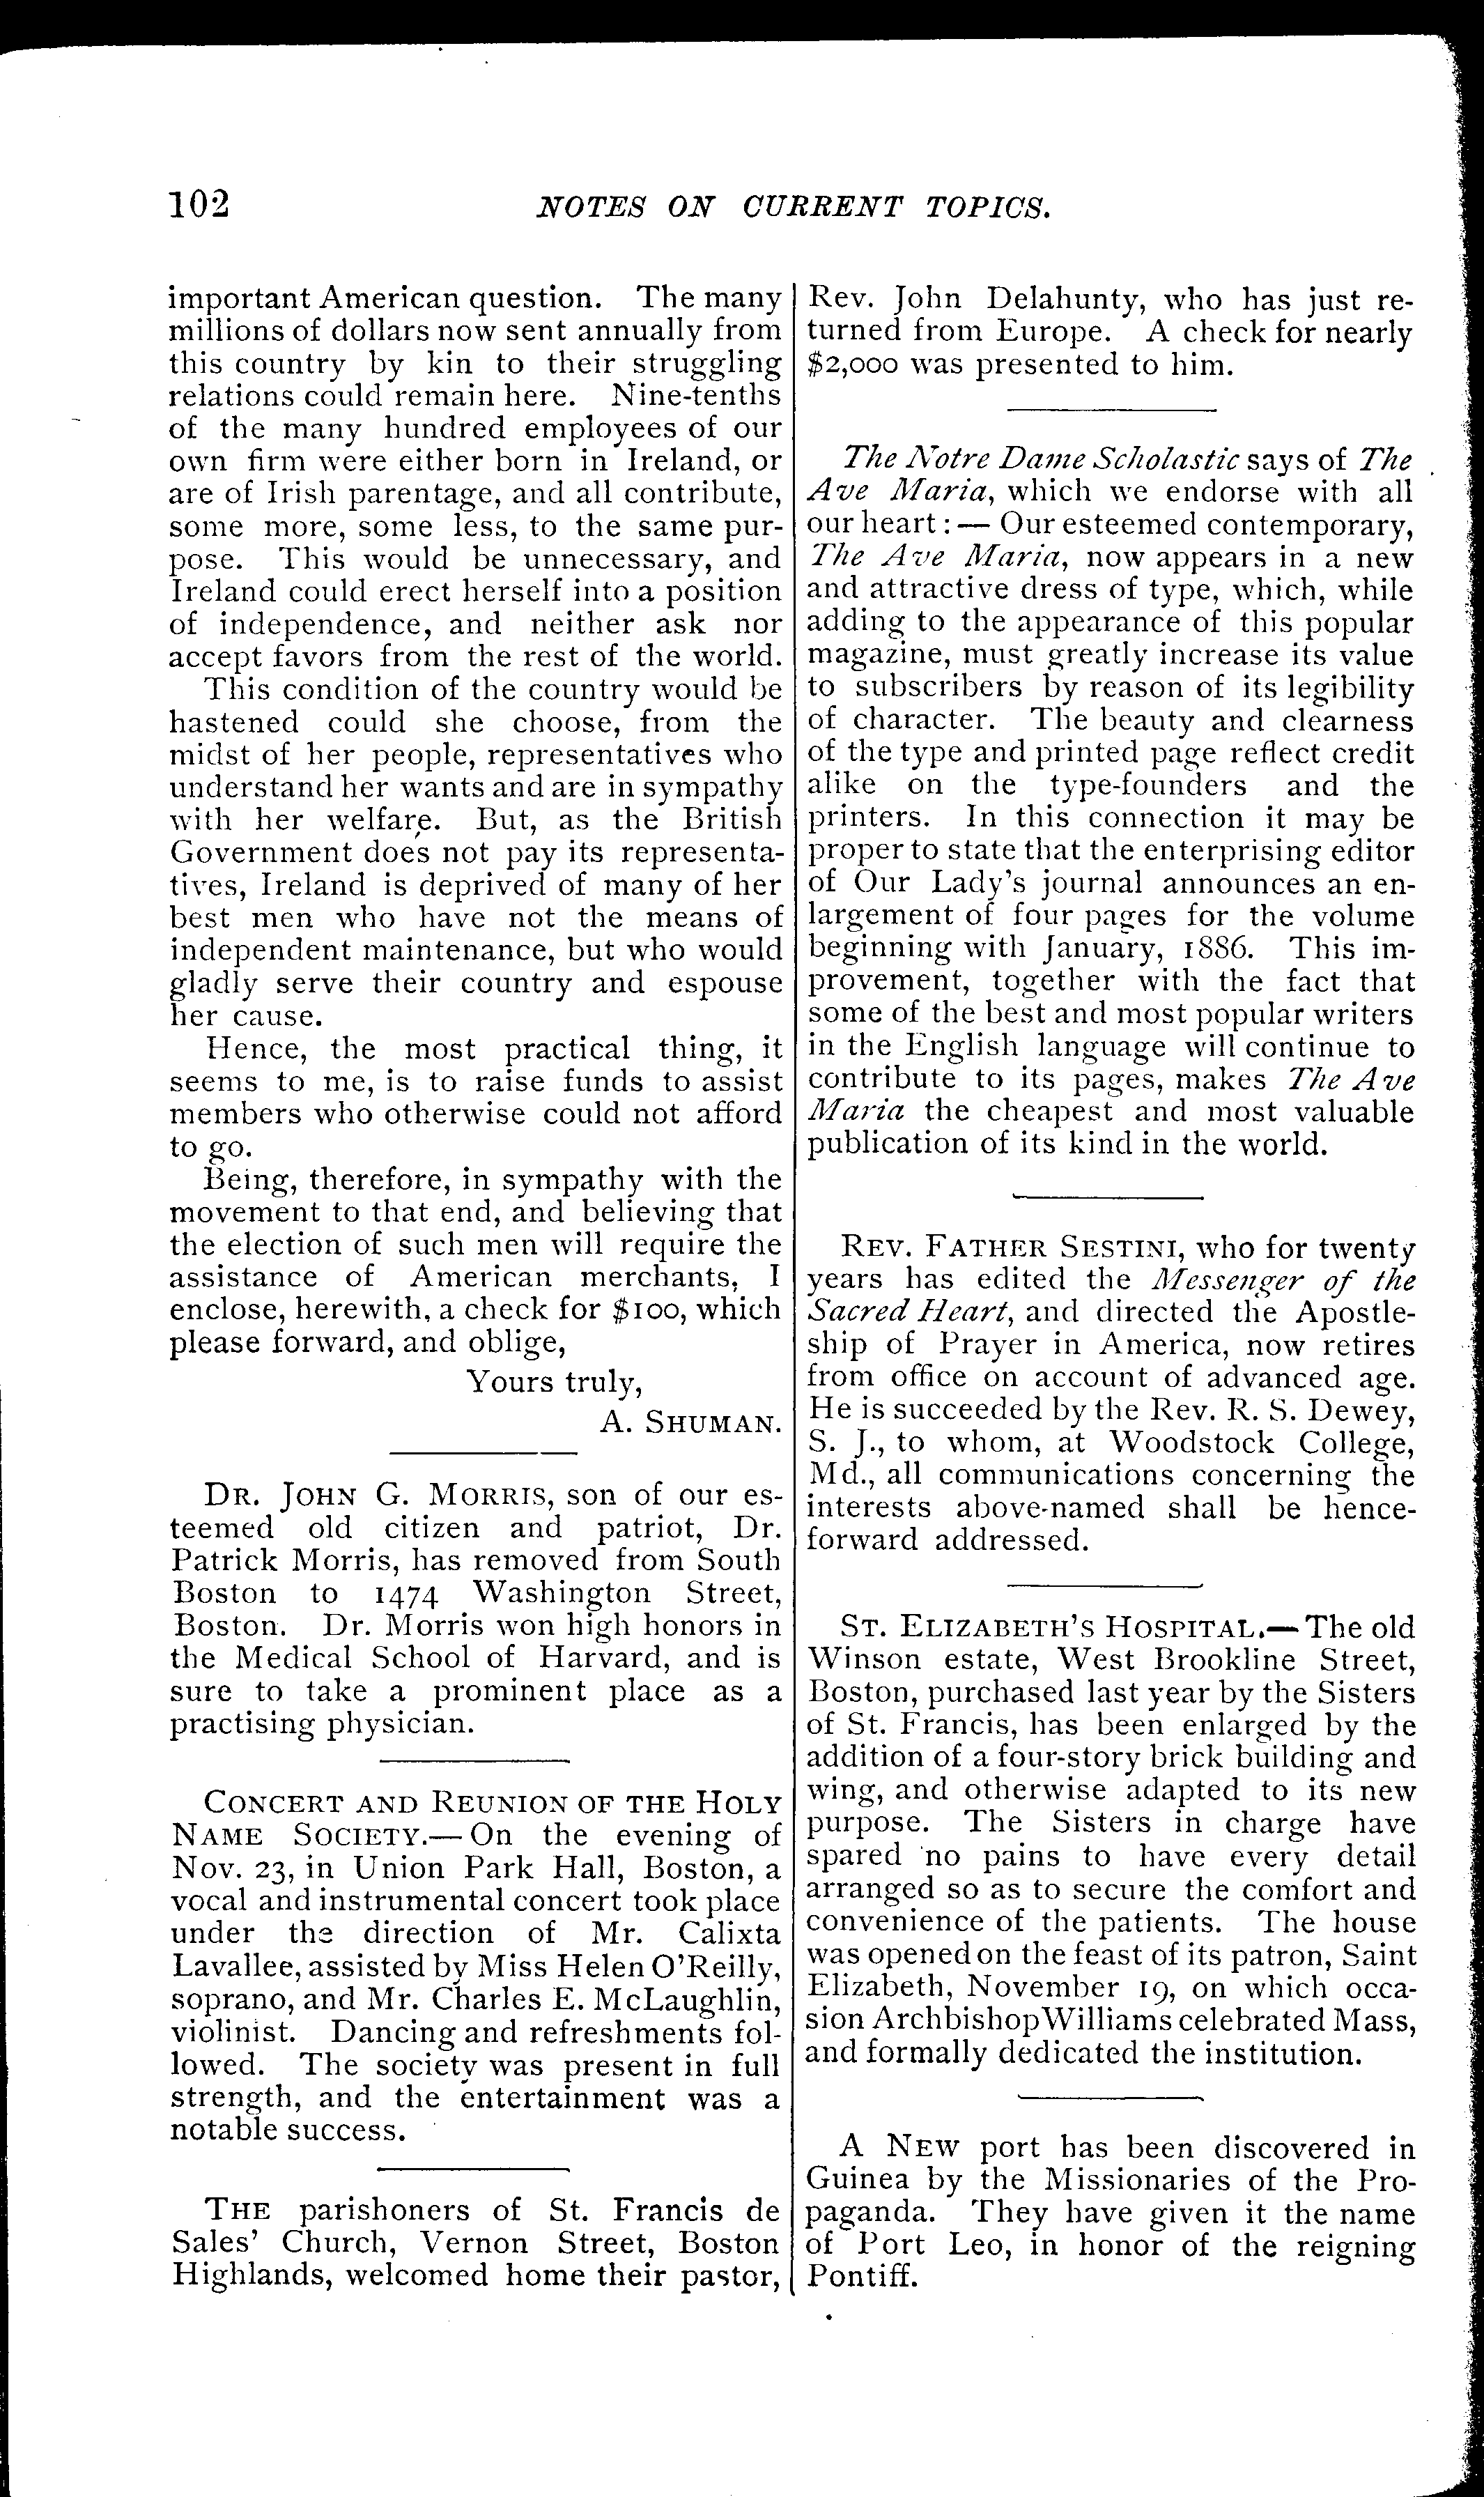 102
NOTES ON CURRENT TOPICS.
important American question. The many
millions of dollars now sent annually from
this country by kin to their struggling
relations could remain here. Nine-tenths
of the many hundred employees of our
own firm were either born in Ireland, or
are of Irish parentage, and all contribute,
some more, some less, to the same pur-
pose. This would be unnecessary, and
Ireland could erect herself into a position
of independence, and neither ask nor
accept favors from the rest of the world.
This condition of the country would be
hastened could she choose, from the
midst of her people, representatives who
understand her wants and are in sympathy
with her welfare. But, as the British
Government does not pay its representa-
tives, Ireland is deprived of many of her
best men who have not the means of
independent maintenance, but who would
gladly serve their country and espouse
her cause.
Hence, the most practical thing, it
seems to me, is to raise funds to assist
members who otherwise could not afford
to go.
Being, therefore, in sympathy with the
movement to that end, and believing that
the election of such men will require the
assistance of American merchants, I
enclose, herewith, a check for $100, which
please forward, and oblige,
Yours truly,
A. SHUMAN.
DR. JOHN G. MORRIS, son of our es-
teemed old citizen and patriot, Dr.
Patrick Morris, has removed from South
Boston to 1474 Washington Street,
Boston. Dr. Morris won high honors in
the Medical School of Harvard, and is
sure to take a prominent place as a
practising physician.
CONCERT AND REUNION OF THE HOLY
NAME SOCIETY.—On the evening of
Nov. 23, in Union Park Hall, Boston, a
vocal and instrumental concert took place
under the direction of Mr. Calixta
Lavallee, assisted by Miss Helen O'Reilly,
soprano, and Mr. Charles E. McLaughlin,
violinist. Dancing and refreshments fol-
lowed. The society was present in full
strength, and the entertainment was a
notable success.
THE parishoners of St. Francis de
Sales' Church, Vernon Street, Boston
Highlands, welcomed home their pastor,
Rev. John Delahunty, who has just re-
turned from Europe. A check for nearly
$2,000 was presented to him.
The Notre Dame Scholastic says of The
Ave Maria, which we endorse with all
our heart:— Our esteemed contemporary,
The Ave Maria, now appears in a new
and attractive dress of type, which, while
adding to the appearance of this popular
magazine, must greatly increase its value
to subscribers by reason of its legibility
of character. The beauty and clearness
of the type and printed page reflect credit
alike on the type-founders and the
printers. In this connection it may be
proper to state that the enterprising editor
of Our Lady's journal announces an en-
largement of four pages for the volume
beginning with January, 1886. This im-
provement, together with the fact that
some of the best and most popular writers
in the English language will continue to
contribute to its pages, makes The Ave
Maria the cheapest and most valuable
publication of its kind in the world.
REV. FATHER SESTINI, who for twenty
years has edited the Messenger of the
Sacred Heart, and directed the Apostle-
ship of Prayer in America, now retires
from office on account of advanced age.
He is succeeded by the Rev. R. S. Dewey,
S. J., to whom, at Woodstock College,
Md., all communications concerning the
interests above-named shall be hence-
forward addressed.
ST. ELIZABETH'S HOSPITAL.—The old
Winson estate, West Brookline Street,
Boston, purchased last year by the Sisters
of St. Francis, has been enlarged by the
addition of a four-story brick building and
wing, and otherwise adapted to its new
purpose. The Sisters in charge have
spared no pains to have every detail
arranged so as to secure the comfort and
convenience of the patients. The house
was opened on the feast of its patron, Saint
Elizabeth, November 19, on which occa-
sion Archbishop Williams celebrated Mass,
and formally dedicated the institution.
A NEW port has been discovered in
Guinea by the Missionaries of the Pro-
paganda. They have given it the name
of Port Leo, in honor of the reigning
Pontiff.